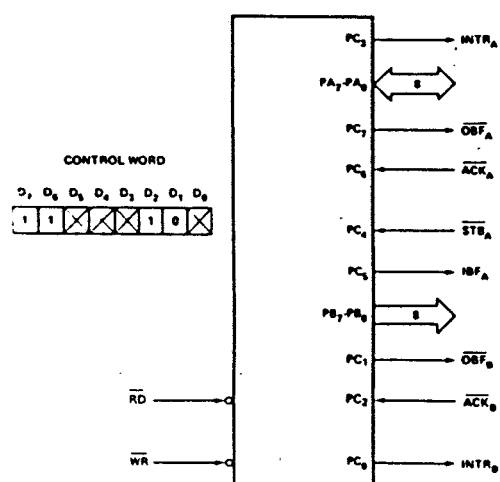 PC3 INTRA
PA7-PA0 8
PC7 OBFA
CONTROL WORD
PC6 ACKA
D7 D6 D5 D4 D3 D2 D1 D0
1 1 X X X 1 0 X
PC4 STBA
PC5 IBFA
PB7-PB0 8
PC1 OBFB
RD PC2 ACKB
WR PC0 INTRB